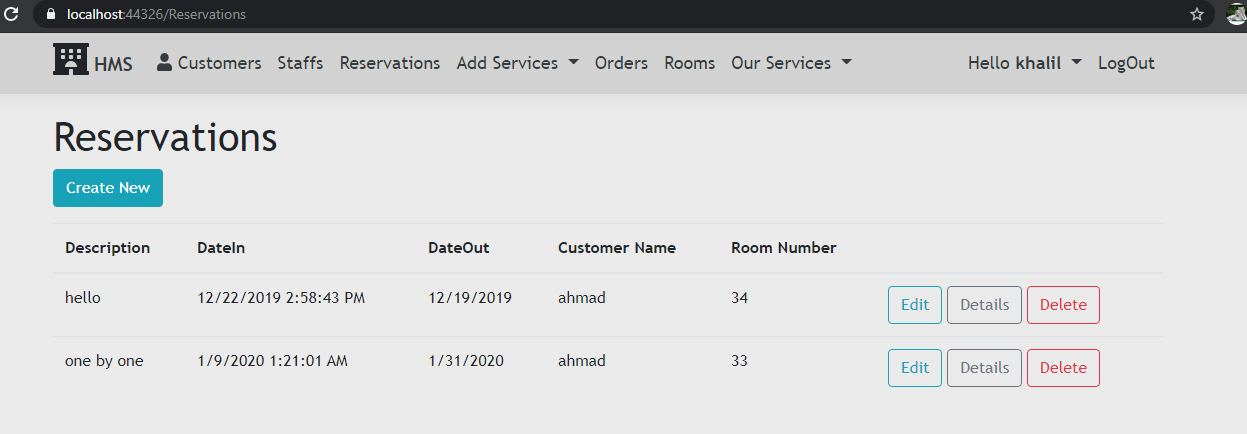 localhost:44326/Reservations
HMS Customers Staffs Reservations Add Services Orders Rooms Our Services Hello khalil LogOut
Reservations
Create New
Description DateIn DateOut Customer Name Room Number
hello 12/22/2019 2:58:43 PM 12/19/2019 ahmad 34 Edit Details Delete
one by one 1/9/2020 1:21:01 AM 1/31/2020 ahmad 33 Edit Details Delete